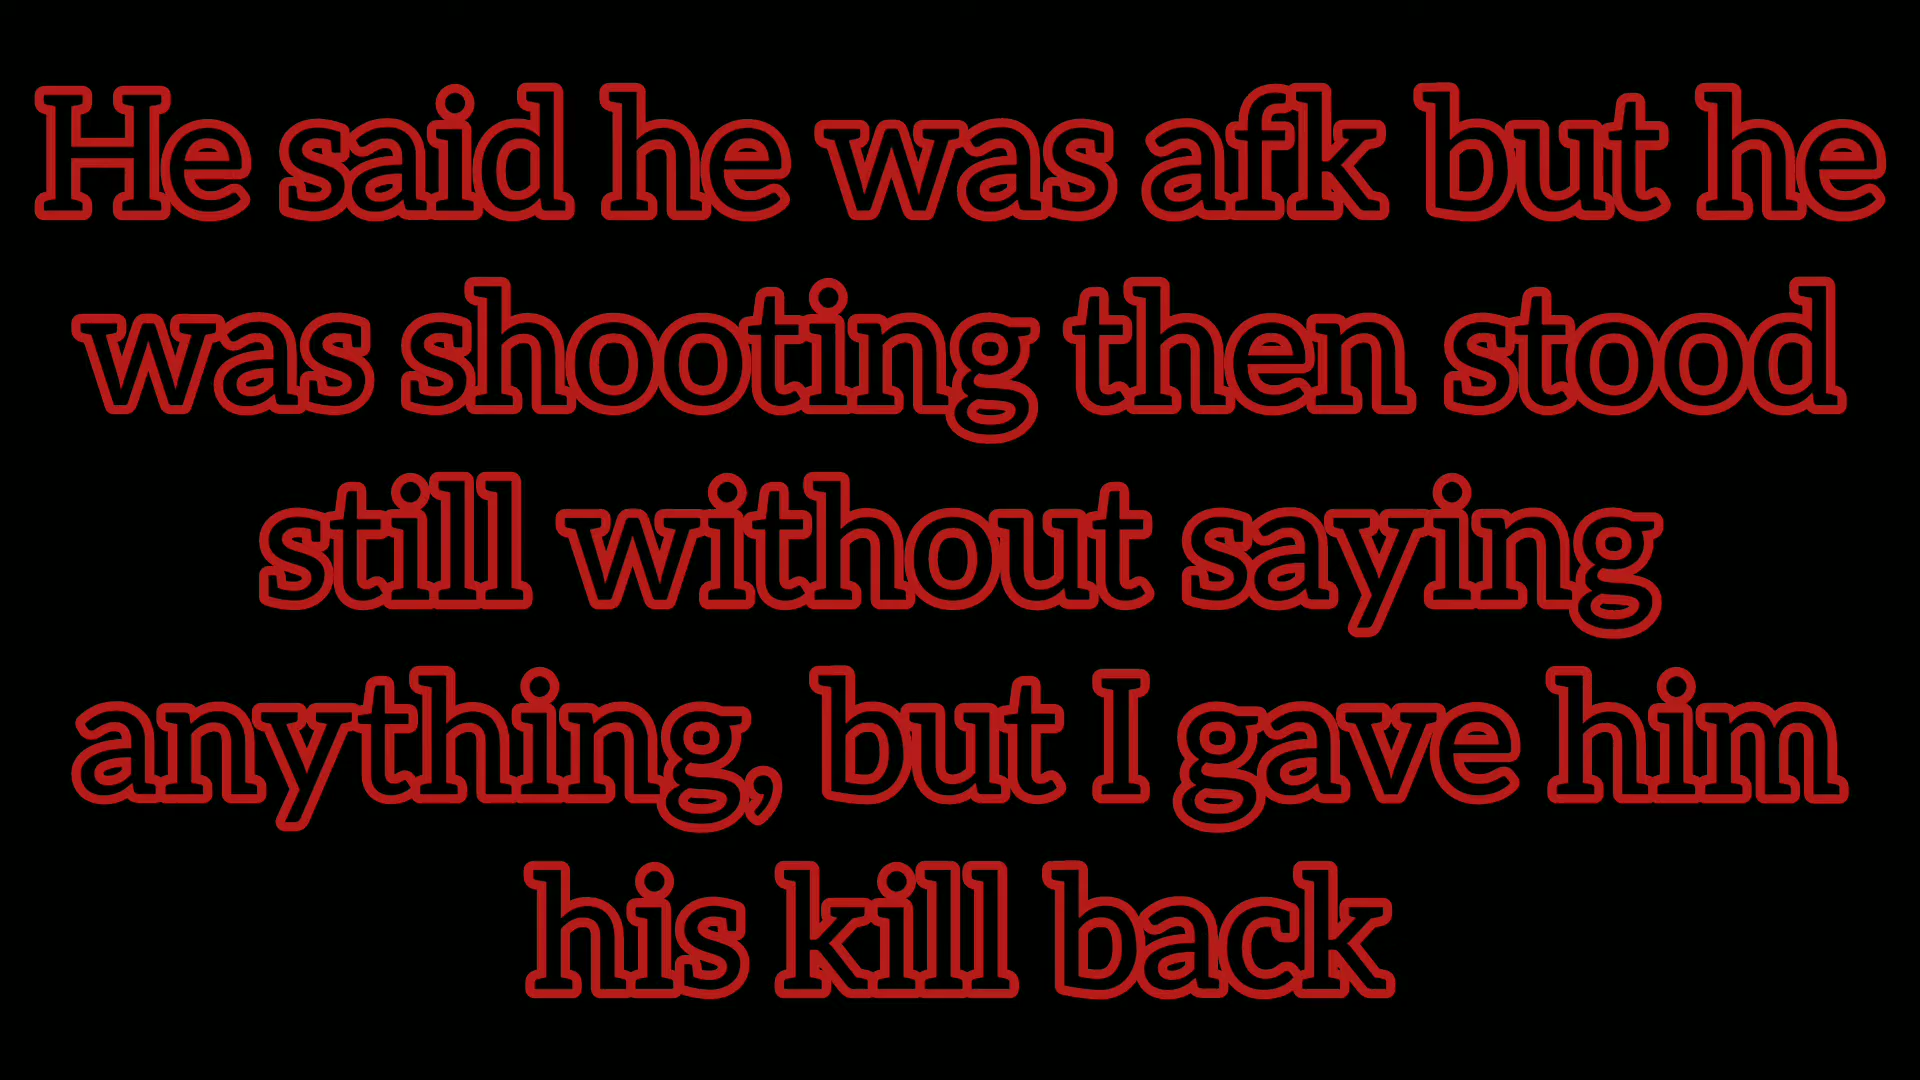 He said he was afk but he
was shooting then stood
still without saying
anything, but I gave him
his kill back